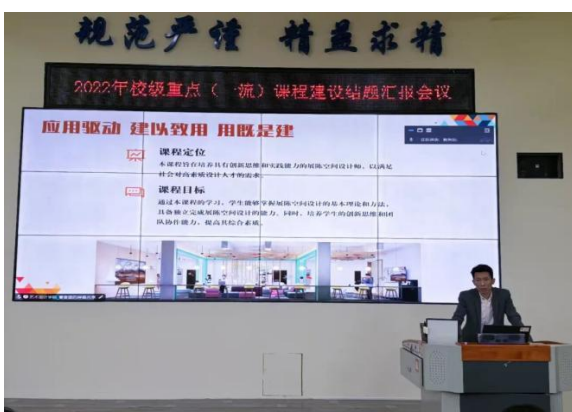 规范严谨 精益求精
2022年校级重点（一流）课程建设结题汇报会议
应用驱动 建以致用 用既是建
课程定位
本课程旨在培养具有创新思维和实践能力的展陈空间设计师，以满足
社会对高素质设计人才的需求。
课程目标
通过本课程的学习，学生能够掌握展陈空间设计的基本理论和方法，
具备独立完成展陈空间设计的能力。同时，培养学生的创新思维和团
队协作能力，提高其综合素质。